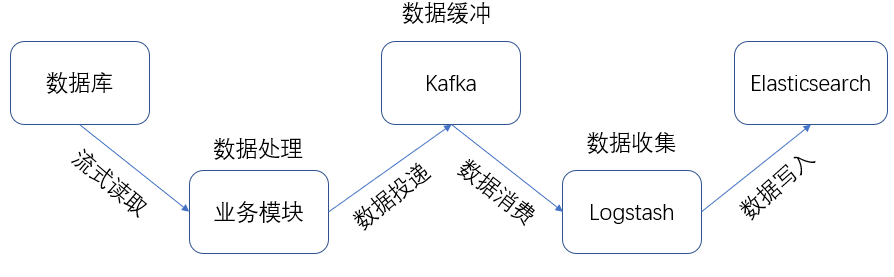 数据缓冲
数据库
Kafka
Elasticsearch
数据处理
数据收集
流式读取
数据投递
数据消费
数据写入
业务模块
Logstash